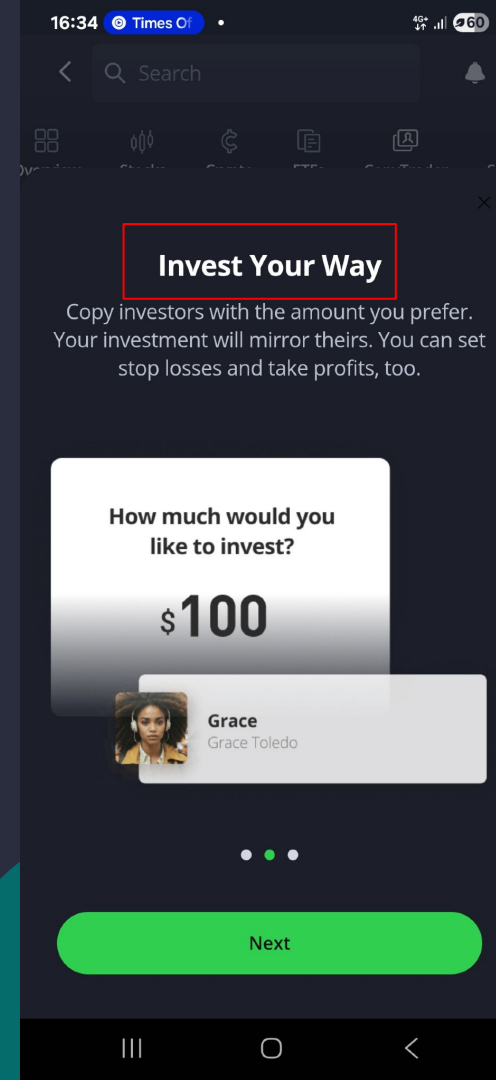 16:34 Times Of 4G+ 60
Search
Invest Your Way
Copy investors with the amount you prefer.
Your investment will mirror theirs. You can set
stop losses and take profits, too.
How much would you
like to invest?
$100
Grace
Grace Toledo
Next